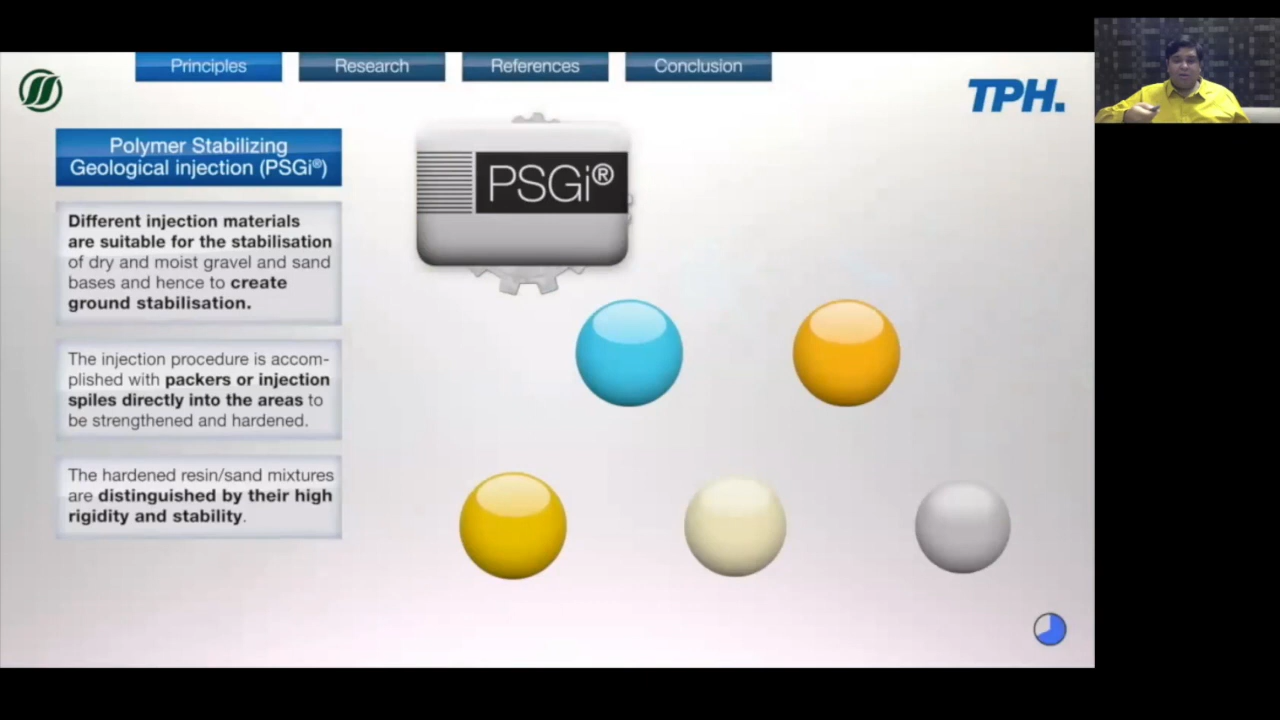 Principles
Research
References
Conclusion
TPH.
Polymer Stabilizing
Geological injection (PSGi®)
PSGi®
Different injection materials
are suitable for the stabilisation
of dry and moist gravel and sand
bases and hence to create
ground stabilisation.
The injection procedure is accom-
plished with packers or injection
spiles directly into the areas to
be strengthened and hardened.
The hardened resin/sand mixtures
are distinguished by their high
rigidity and stability.